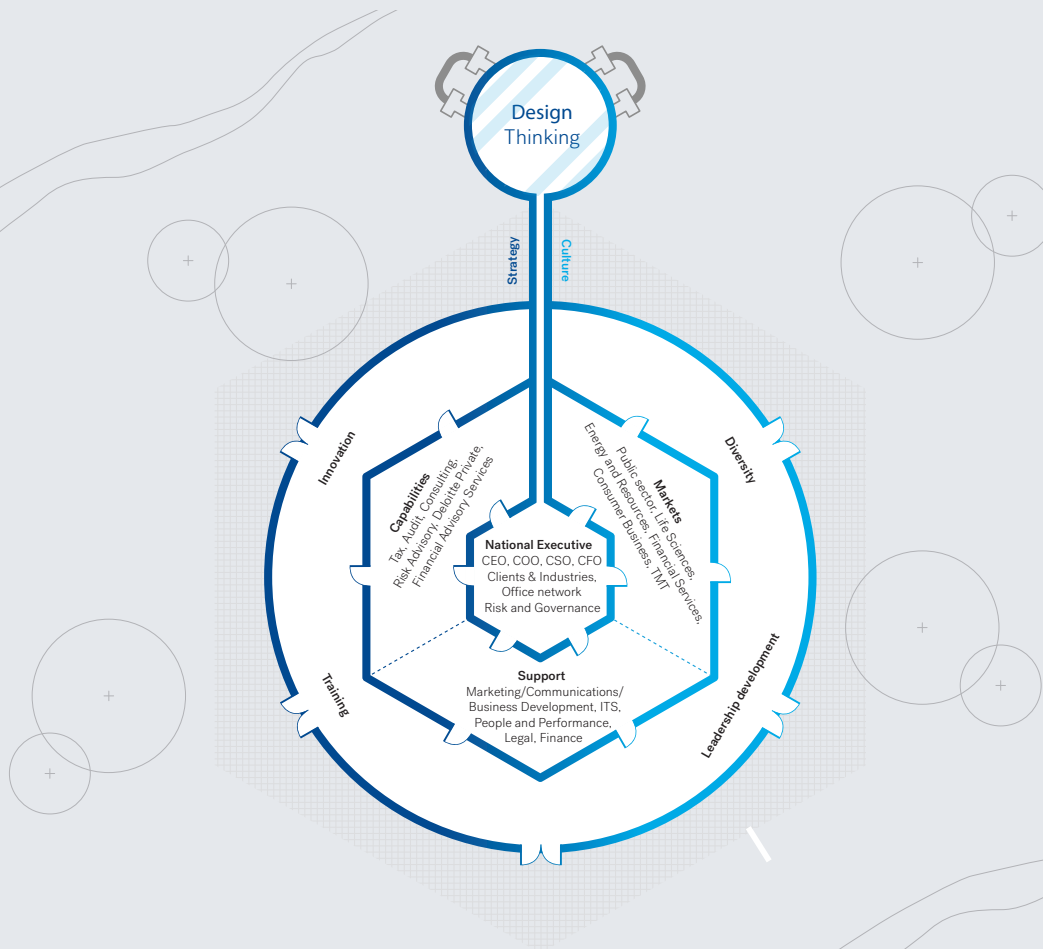 Design
Thinking
Strategy
Culture
Innovation
Diversity
Capabilities
Tax, Audit, Consulting,
Risk Advisory, Deloitte Private,
Financial Advisory Services
Markets
Public sector, Life Sciences,
Energy and Resources, Financial Services,
Consumer Business, TMT
National Executive
CEO, COO, CSO, CFO
Clients & Industries,
Office network
Risk and Governance
Support
Marketing/Communications/
Business Development, ITS,
People and Performance,
Legal, Finance
Training
Leadership development